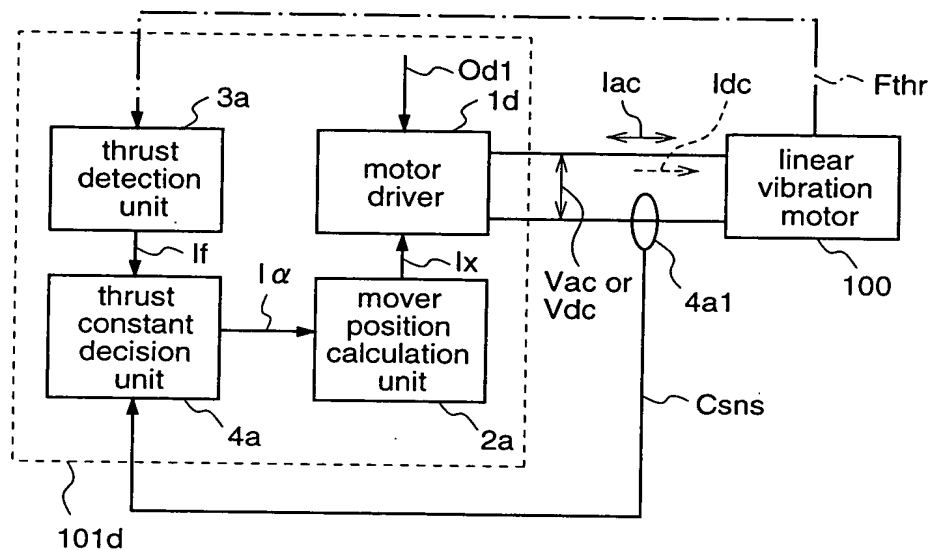 Od1
Iac
Idc
Fthr
3a
1d
thrust
detection
unit
motor
driver
linear
vibration
motor
If
Iα
Ix
Vac or
Vdc
4a1
100
thrust
constant
decision
unit
mover
position
calculation
unit
4a
2a
Csns
101d